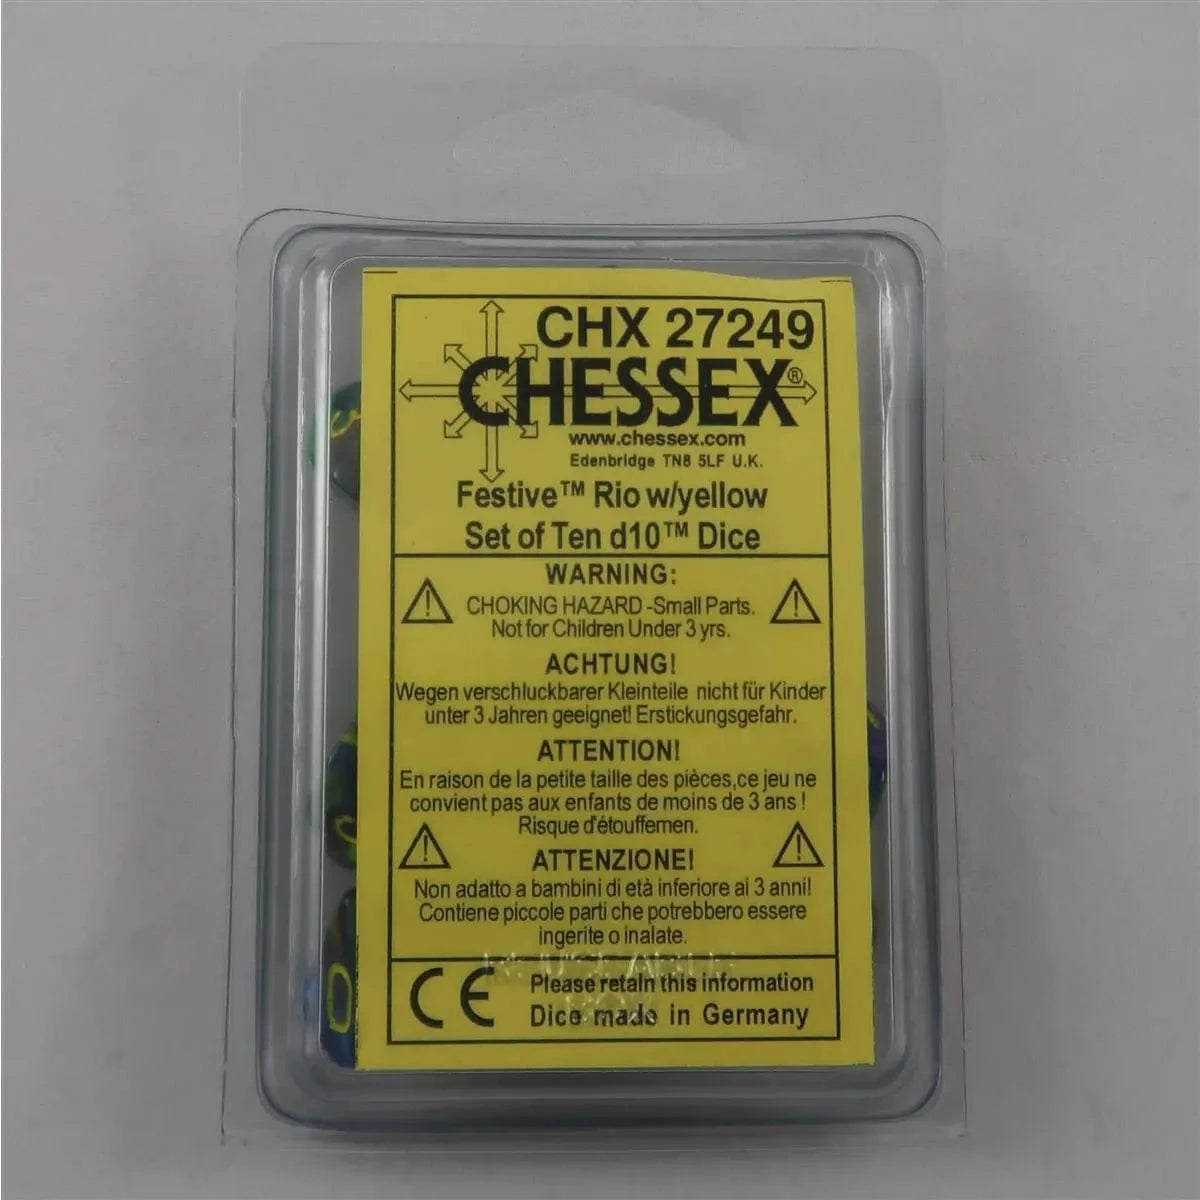 CHX 27249
CHESSEX®
www.chessex.com
Edenbridge TN8 5LF U.K.
Festive™ Rio w/yellow
Set of Ten d10™ Dice
WARNING:
CHOKING HAZARD -Small Parts.
Not for Children Under 3 yrs.
ACHTUNG!
Wegen verschluckbarer Kleinteile nicht für Kinder
unter 3 Jahren geeignet! Erstickungsgefahr.
ATTENTION!
En raison de la petite taille des pièces,ce jeu ne
convient pas aux enfants de moins de 3 ans !
Risque d'étouffemen.
ATTENZIONE!
Non adatto a bambini di età inferiore ai 3 anni!
Contiene piccole parti che potrebbero essere
ingerite o inalate.
CE
Please retain this information
Dice made in Germany
0